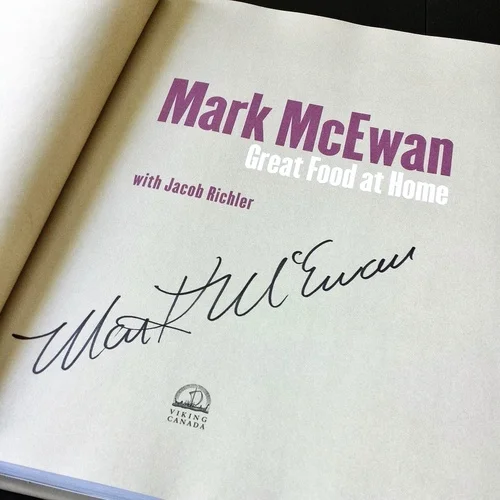 Mark McEwan
Great Food at Home
with Jacob Richler
Mark McEwan
VIKING
CANADA